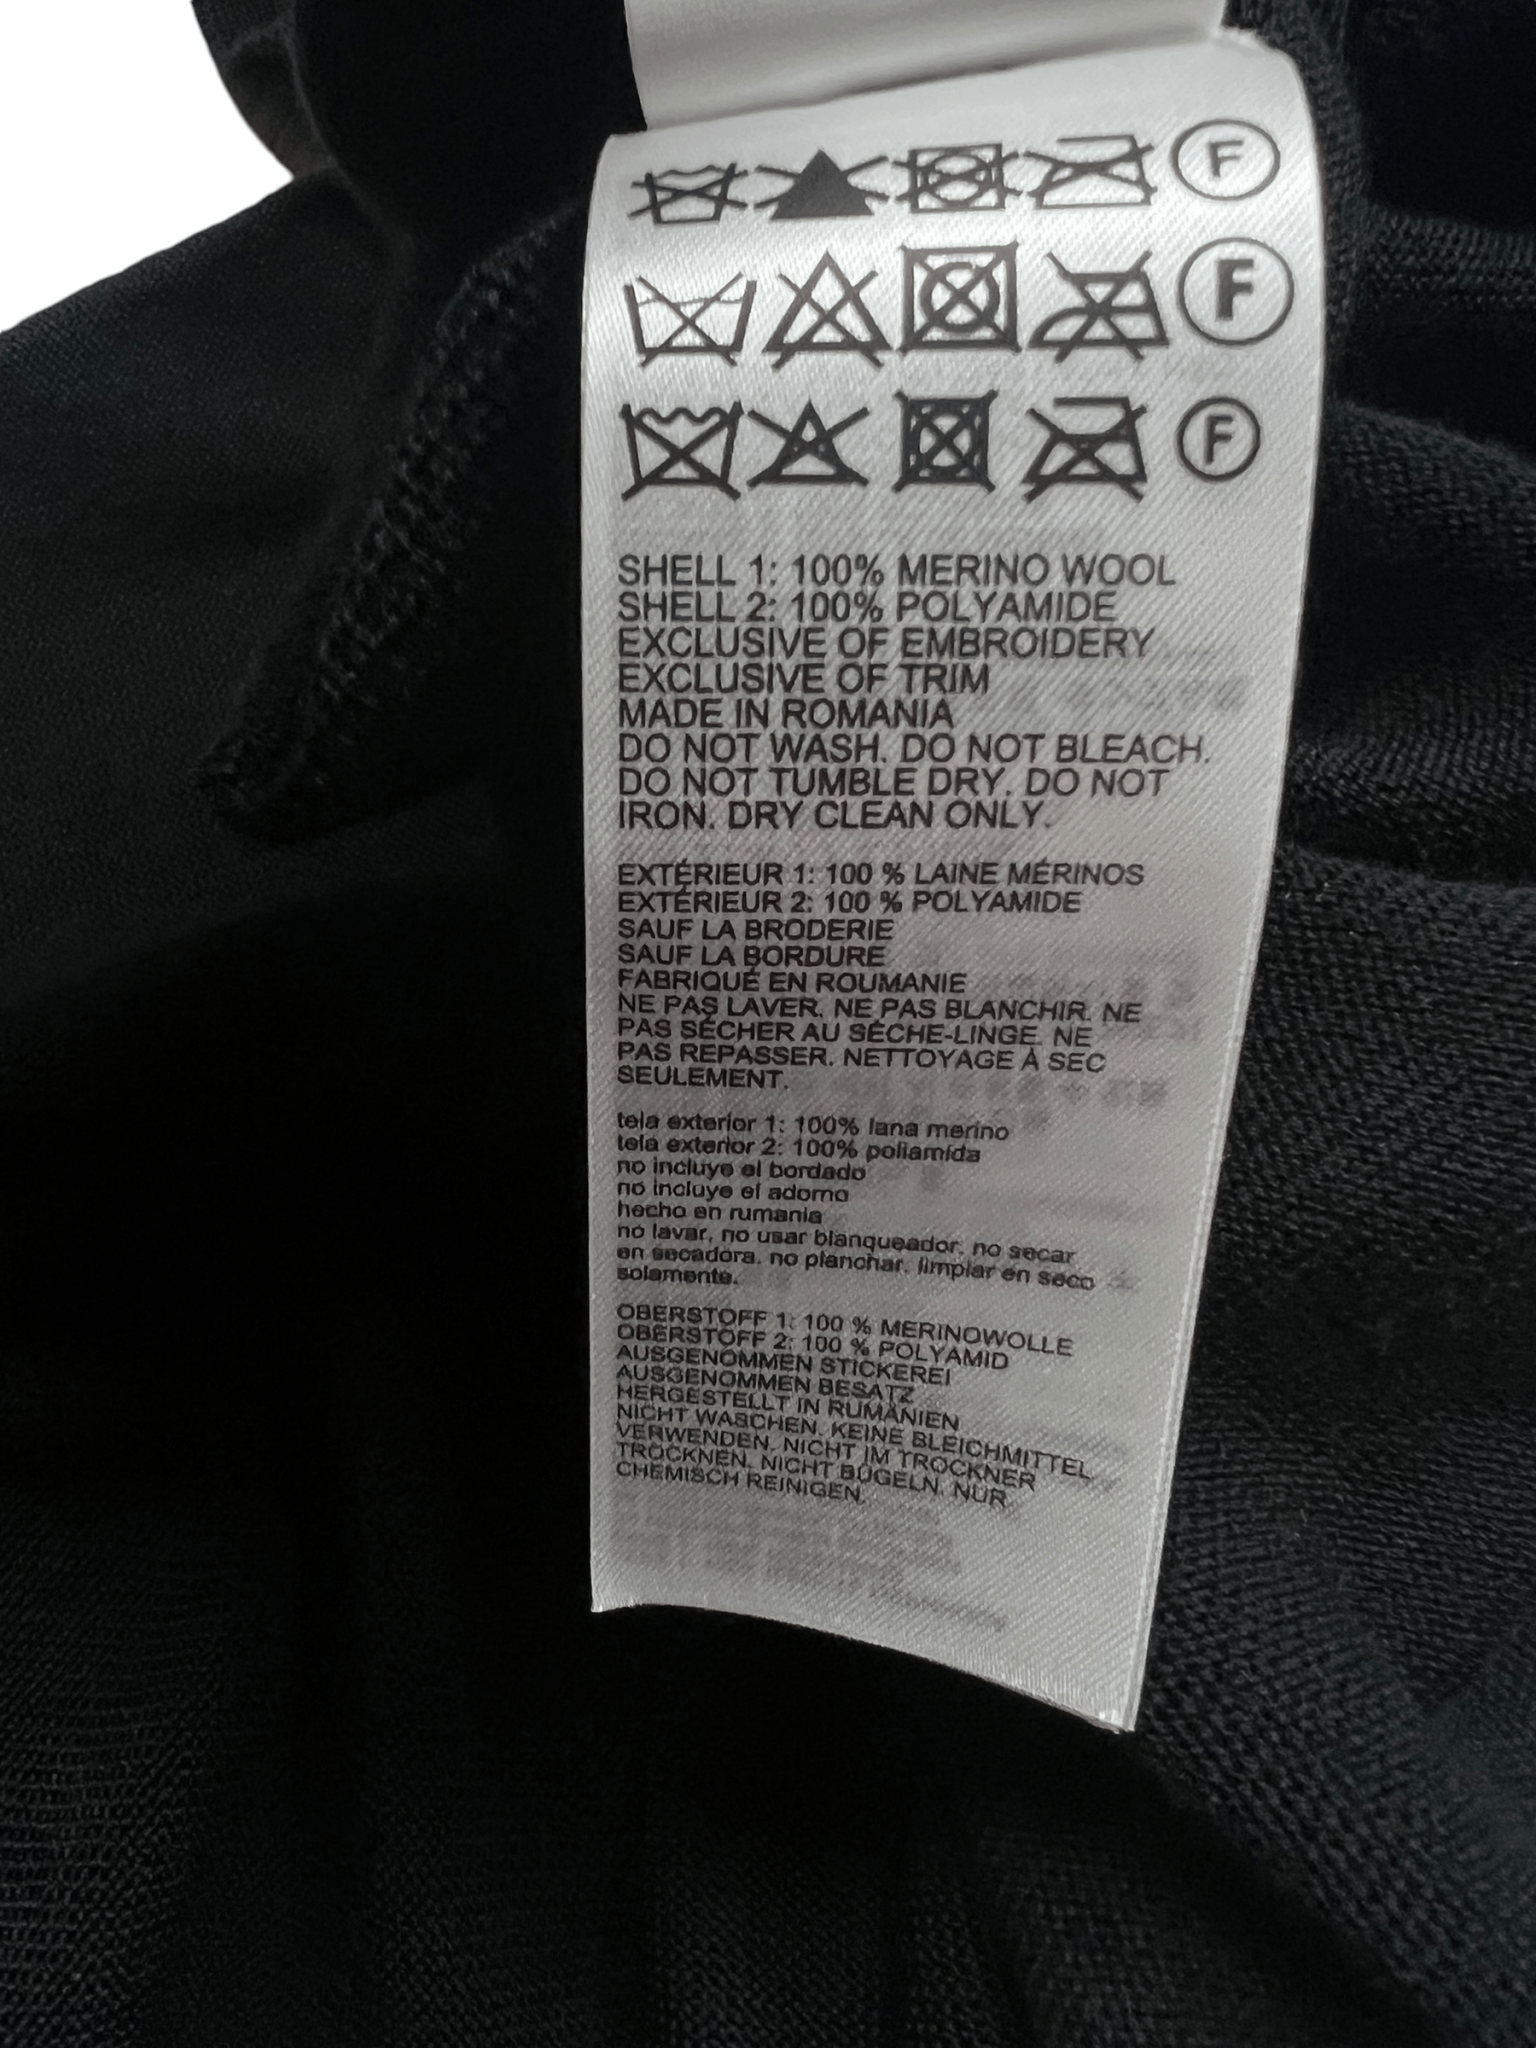 F
F
F
SHELL 1: 100% MERINO WOOL
SHELL 2: 100% POLYAMIDE
EXCLUSIVE OF EMBROIDERY
EXCLUSIVE OF TRIM
MADE IN ROMANIA
DO NOT WASH. DO NOT BLEACH.
DO NOT TUMBLE DRY. DO NOT
IRON. DRY CLEAN ONLY.
EXTÉRIEUR 1: 100 % LAINE MÉRINOS
EXTÉRIEUR 2: 100 % POLYAMIDE
SAUF LA BRODERIE
SAUF LA BORDURE
FABRIQUÉ EN ROUMANIE
NE PAS LAVER. NE PAS BLANCHIR. NE
PAS SÉCHER AU SÈCHE-LINGE. NE
PAS REPASSER. NETTOYAGE À SEC
SEULEMENT.
tela exterior 1: 100% lana merino
tela exterior 2: 100% poliamida
no incluye el bordado
no incluye el adorno
hecho en rumania
no lavar, no usar blanqueador. no secar
en secadora. no planchar. limpiar en seco
solamente.
OBERSTOFF 1: 100 % MERINOWOLLE
OBERSTOFF 2: 100 % POLYAMID
AUSGENOMMEN STICKEREI
AUSGENOMMEN BESATZ
HERGESTELLT IN RUMÄNIEN
NICHT WASCHEN. KEINE BLEICHMITTEL
VERWENDEN. NICHT IM TROCKNER
TROCKNEN. NICHT BÜGELN. NUR
CHEMISCH REINIGEN.